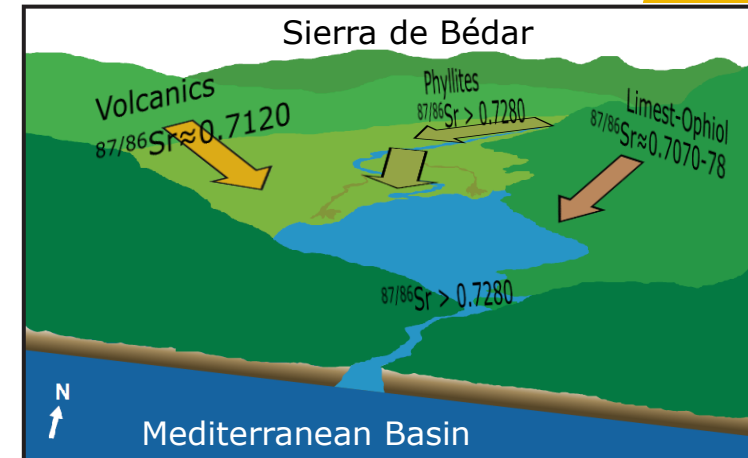 Sierra de Bédar
Volcanics
87/86Sr≈0.7120
Phyllites
87/86Sr > 0.7280
Limest-Ophiol
87/86Sr≈0.7070-78
87/86Sr > 0.7280
N
Mediterranean Basin